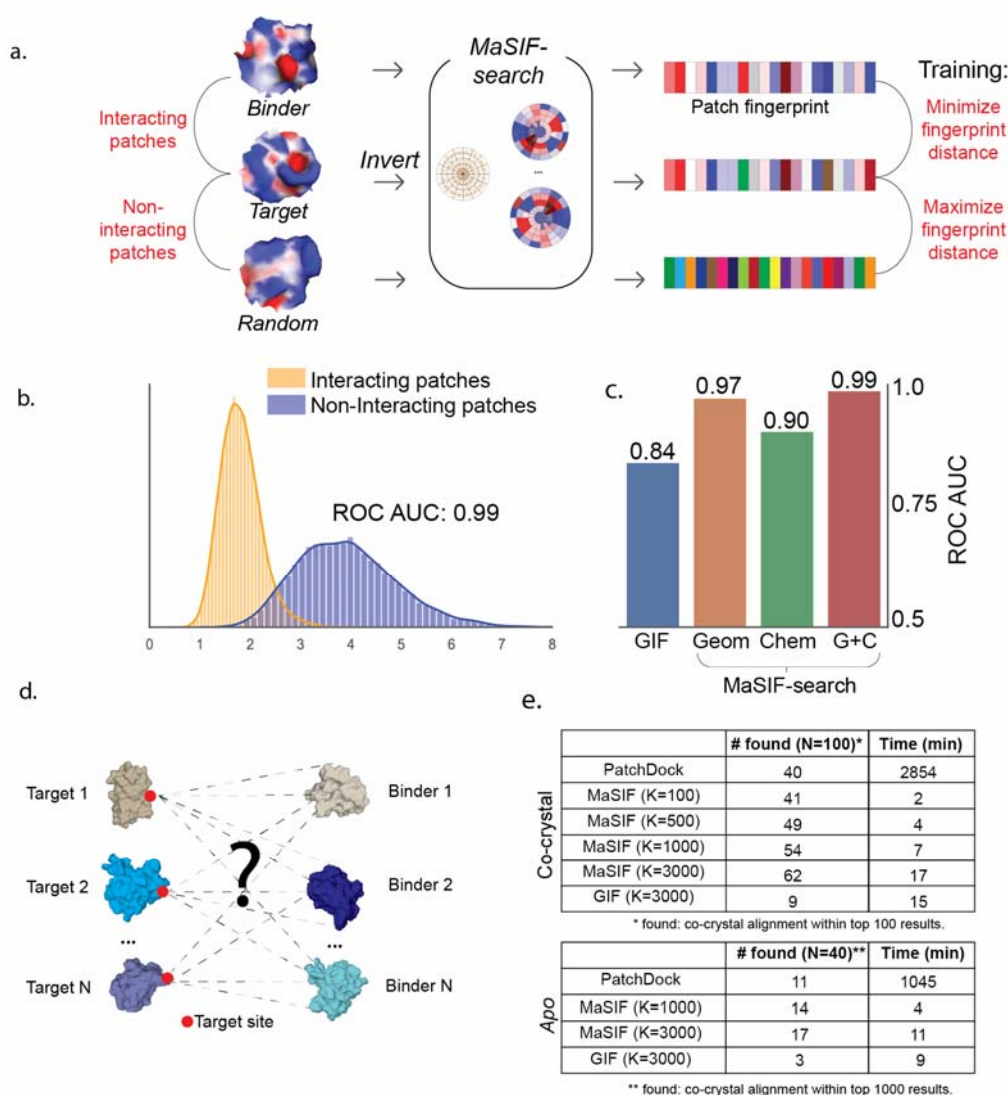 a.
MaSIF-
search
Training:
Binder
Patch fingerprint
Interacting
patches
Minimize
fingerprint
distance
Invert
...
Target
Non-
interacting
patches
Maximize
fingerprint
distance
Random
b.
Interacting patches
Non-Interacting patches
ROC AUC: 0.99
0 1 2 3 4 5 6 7 8
c.
0.84
0.97
0.90
0.99
1.0
0.75
0.5
ROC AUC
GIF Geom Chem G+C
MaSIF-search
d.
Target 1
Binder 1
?
Target 2
Binder 2
...
...
Target N
Binder N
Target site
e.
# found (N=100)* Time (min)
Co-crystal
PatchDock 40 2854
MaSIF (K=100) 41 2
MaSIF (K=500) 49 4
MaSIF (K=1000) 54 7
MaSIF (K=3000) 62 17
GIF (K=3000) 9 15
* found: co-crystal alignment within top 100 results.
# found (N=40)** Time (min)
Apo
PatchDock 11 1045
MaSIF (K=1000) 14 4
MaSIF (K=3000) 17 11
GIF (K=3000) 3 9
** found: co-crystal alignment within top 1000 results.